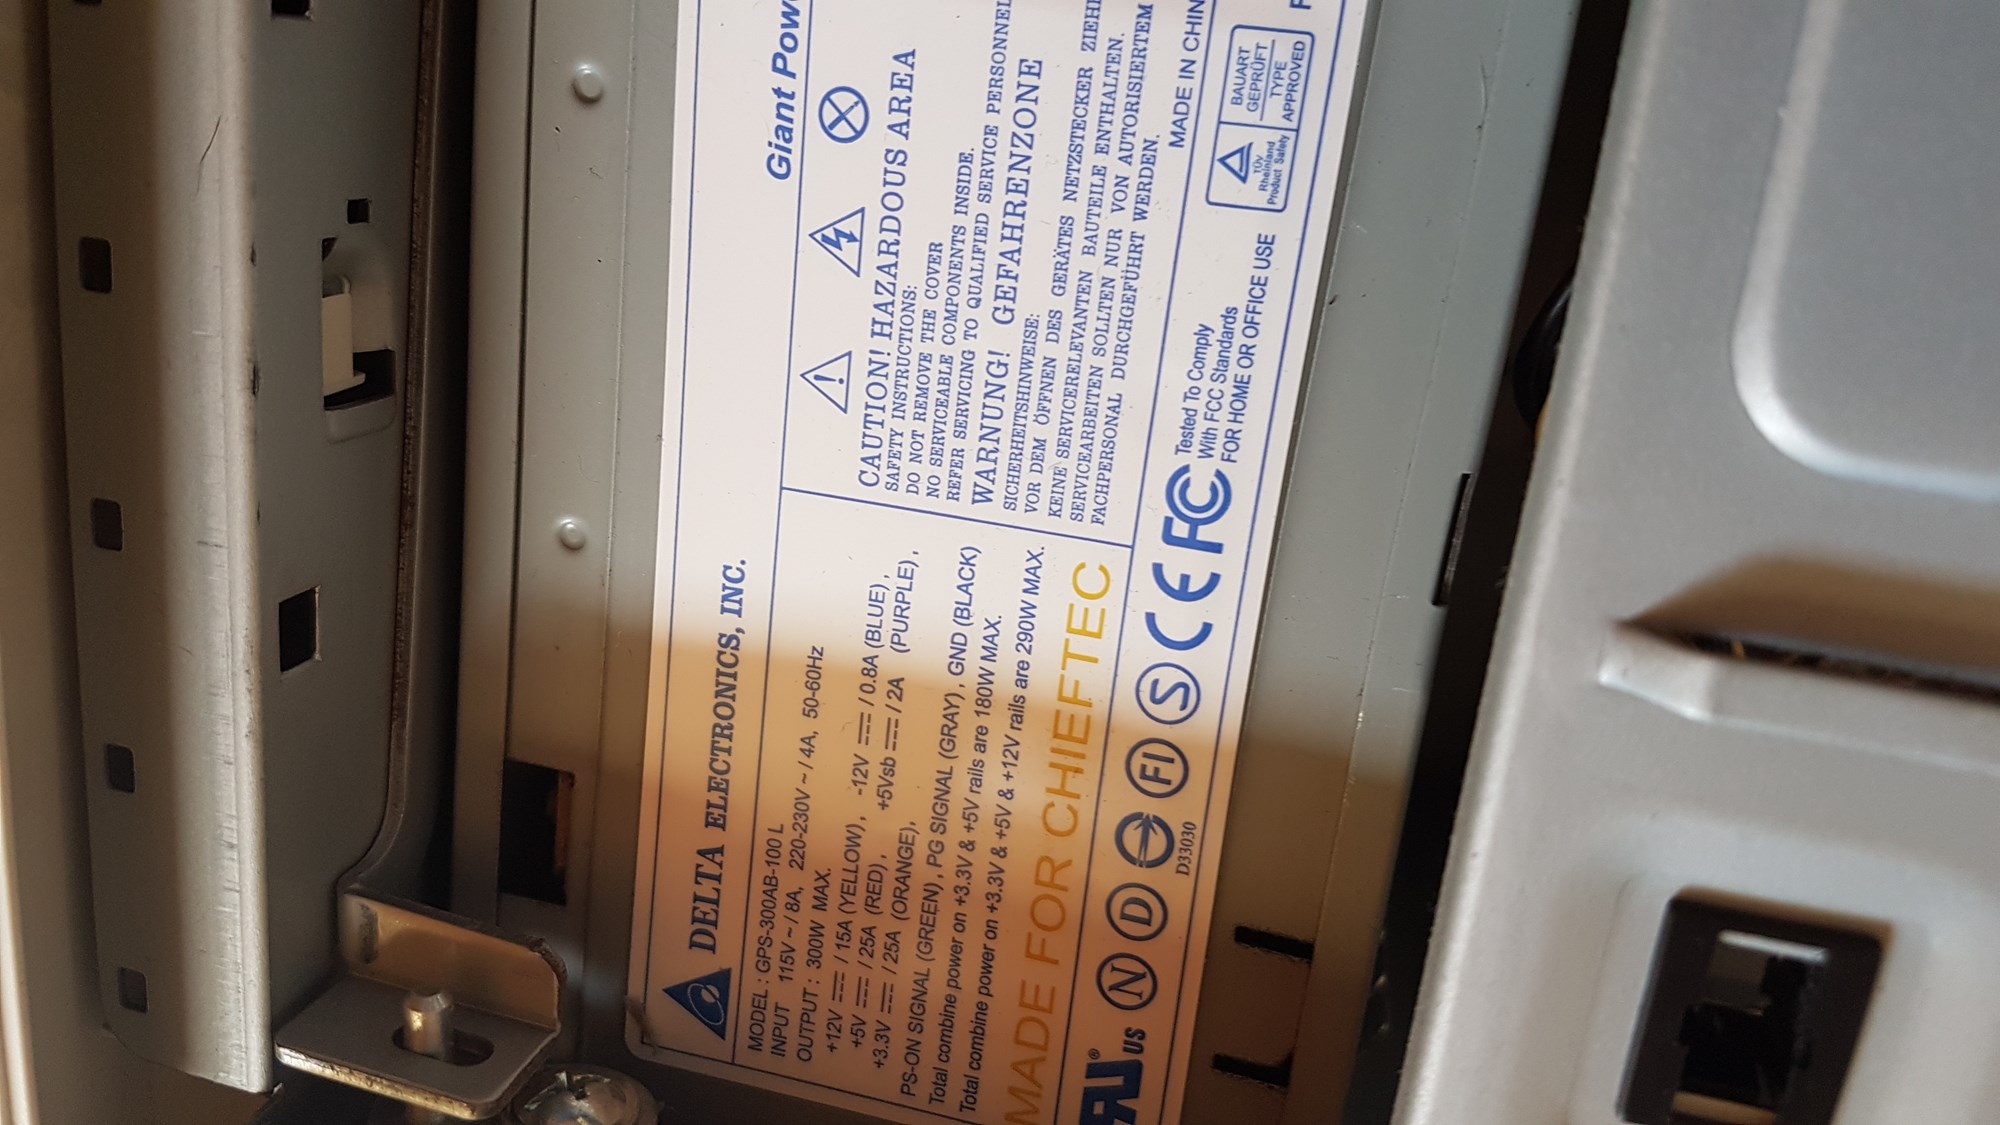 DELTA ELECTRONICS, INC.
Giant Pow
MODEL : GPS-300AB-100 L
INPUT 115V ~ / 8A, 220-230V ~ / 4A, 50-60Hz
OUTPUT : 300W MAX.
+12V ⎓ / 15A (YELLOW) , -12V ⎓ / 0.8A (BLUE) ,
+5V ⎓ / 25A (RED) , +5Vsb ⎓ / 2A (PURPLE) ,
+3.3V ⎓ / 25A (ORANGE),
PS-ON SIGNAL (GREEN) , PG SIGNAL (GRAY) , GND (BLACK)
Total combine power on +3.3V & +5V rails are 180W MAX.
Total combine power on +3.3V & +5V & +12V rails are 290W MAX.
MADE FOR CHIEFTEC
CAUTION! HAZARDOUS AREA
SAFETY INSTRUCTIONS:
DO NOT REMOVE THE COVER
NO SERVICEABLE COMPONENTS INSIDE.
REFER SERVICING TO QUALIFIED SERVICE PERSONNEL
WARNUNG! GEFAHRENZONE
SICHERHEITSHINWEISE:
VOR DEM ÖFFNEN DES GERÄTES NETZSTECKER ZIEHE
KEINE SERVICERELEVANTEN BAUTEILE ENTHALTEN.
SERVICEARBEITEN SOLLTEN NUR VON AUTORISIERTEM
FACHPERSONAL DURCHGEFÜHRT WERDEN.
MADE IN CHIN
RU® US N D FI S CE FC
D33030
Tested To Comply
With FCC Standards
FOR HOME OR OFFICE USE
TÜV
Rheinland
Product Safety
BAUART
GEPRÜFT
TYPE
APPROVED